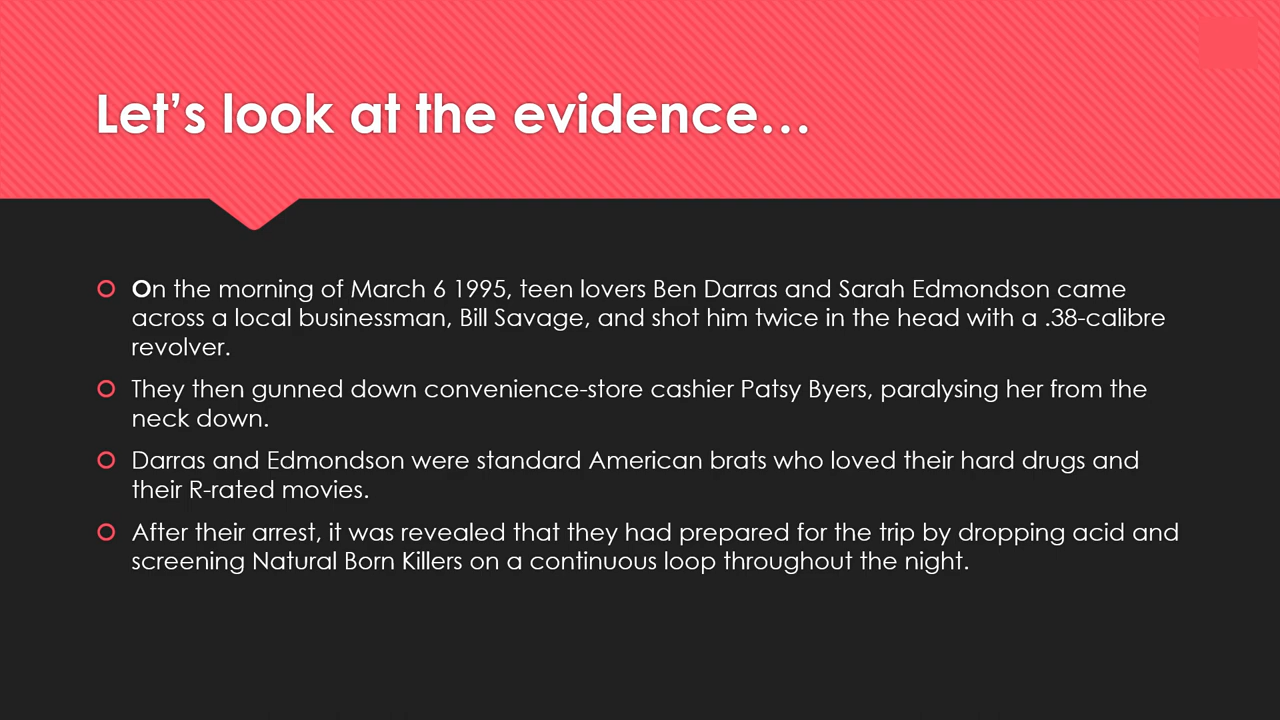 Let’s look at the evidence…
On the morning of March 6 1995, teen lovers Ben Darras and Sarah Edmondson came
across a local businessman, Bill Savage, and shot him twice in the head with a .38-calibre
revolver.
They then gunned down convenience-store cashier Patsy Byers, paralysing her from the
neck down.
Darras and Edmondson were standard American brats who loved their hard drugs and
their R-rated movies.
After their arrest, it was revealed that they had prepared for the trip by dropping acid and
screening Natural Born Killers on a continuous loop throughout the night.